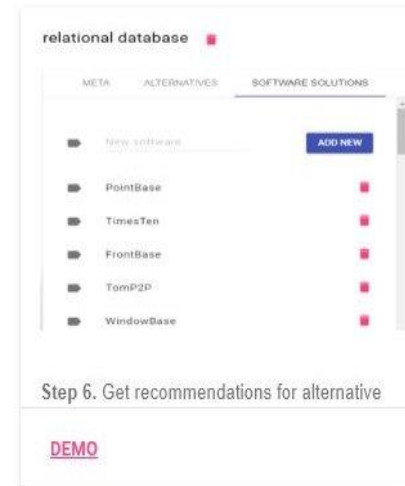 relational database
META ALTERNATIVES SOFTWARE SOLUTIONS
New software ADD NEW
PointBase
TimesTen
FrontBase
TomP2P
WindowBase
Step 6. Get recommendations for alternative
DEMO